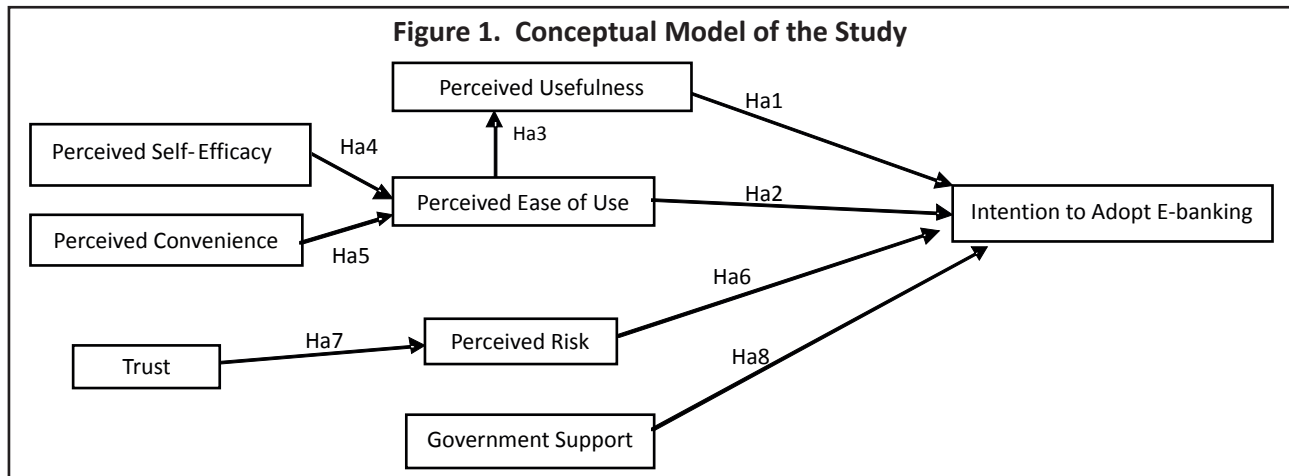 Figure 1. Conceptual Model of the Study
Perceived Usefulness
Ha1
Ha3
Perceived Self-Efficacy
Ha4
Perceived Ease of Use
Ha2
Intention to Adopt E-banking
Perceived Convenience
Ha5
Ha6
Trust
Ha7
Perceived Risk
Ha8
Government Support